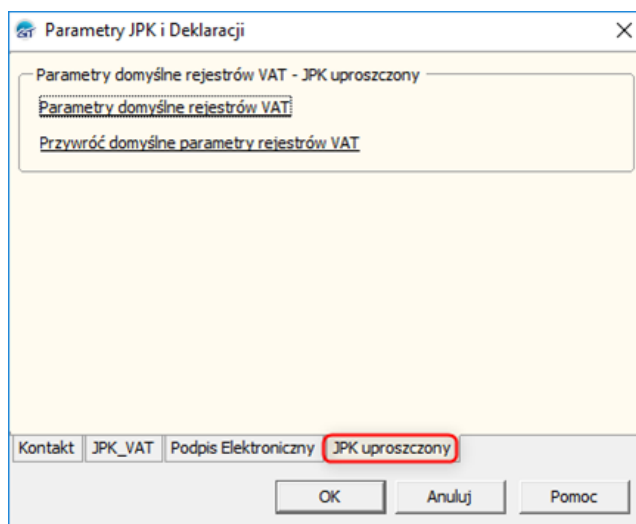 Parametry JPK i Deklaracji
Parametry domyślne rejestrów VAT - JPK uproszczony
Parametry domyślne rejestrów VAT
Przywróć domyślne parametry rejestrów VAT
Kontakt JPK_VAT Podpis Elektroniczny JPK uproszczony
OK Anuluj Pomoc